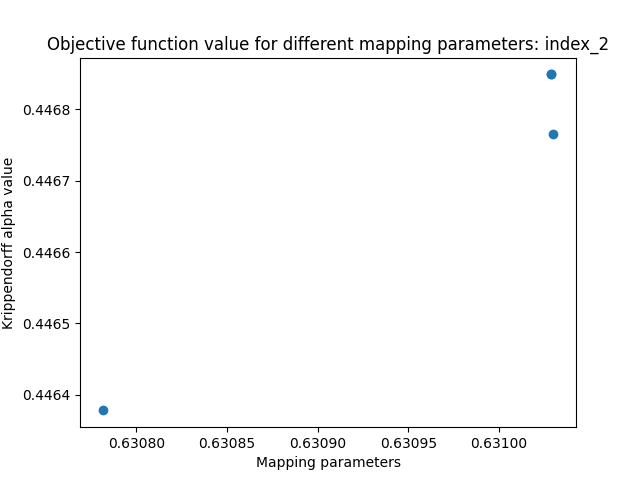 Objective function value for different mapping parameters: index_2
0.4468
0.4467
0.4466
0.4465
0.4464
Krippendorff alpha value
0.63080 0.63085 0.63090 0.63095 0.63100
Mapping parameters